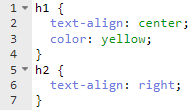 1 h1 {
2 text-align: center;
3 color: yellow;
4 }
5 h2 {
6 text-align: right;
7 }